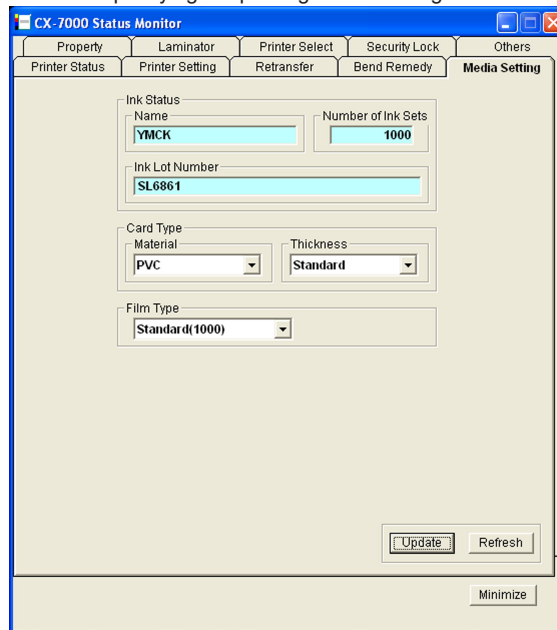 CX-7000 Status Monitor
Property Laminator Printer Select Security Lock Others
Printer Status Printer Setting Retransfer Bend Remedy Media Setting
Ink Status
Name Number of Ink Sets
YMCK 1000
Ink Lot Number
SL6861
Card Type
Material Thickness
PVC Standard
Film Type
Standard(1000)
Update Refresh
Minimize